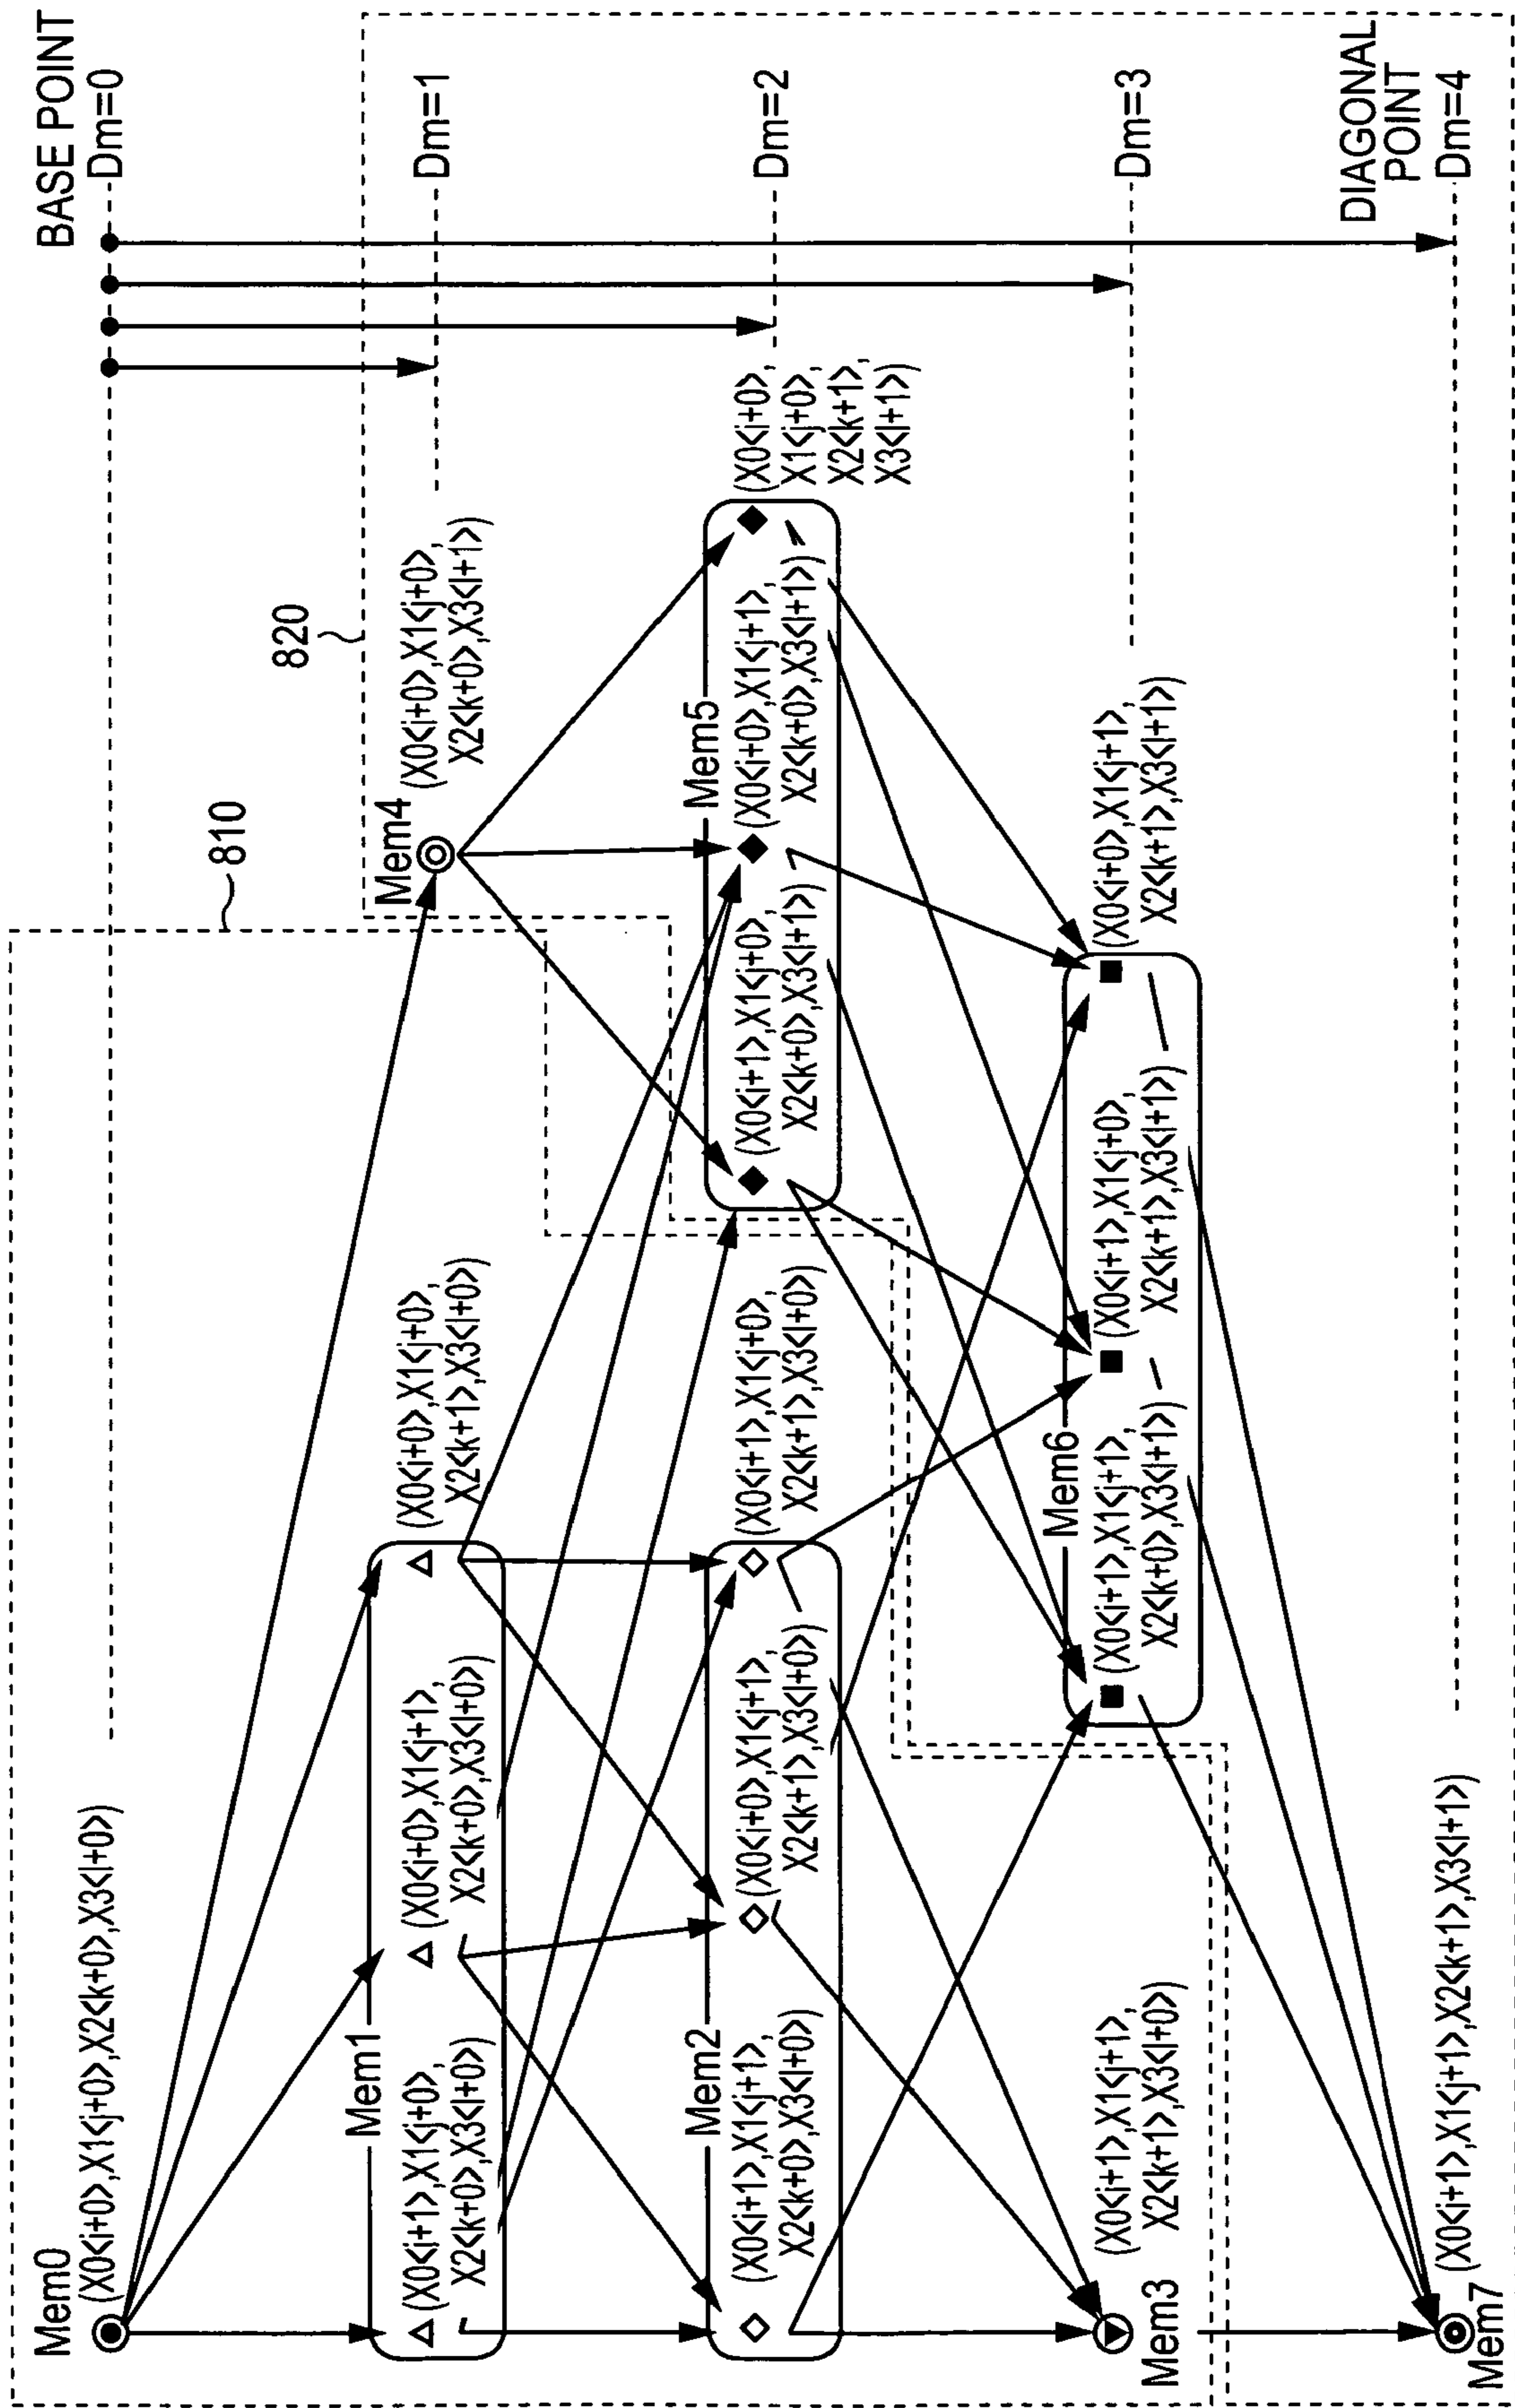 BASE POINT
Dm=0
Dm=1
Dm=2
Dm=3
DIAGONAL
POINT
Dm=4
810
820
Mem0
(X0<i+0>,X1<j+0>,X2<k+0>,X3<l+0>)
Mem1
(X0<i+1>,X1<j+0>,
X2<k+0>,X3<l+0>)
(X0<i+0>,X1<j+1>,
X2<k+0>,X3<l+0>)
(X0<i+0>,X1<j+0>,
X2<k+1>,X3<l+0>)
Mem4
(X0<i+0>,X1<j+0>,
X2<k+0>,X3<l+1>)
Mem2
(X0<i+1>,X1<j+1>,
X2<k+0>,X3<l+0>)
(X0<i+0>,X1<j+1>,
X2<k+1>,X3<l+0>)
(X0<i+1>,X1<j+0>,
X2<k+1>,X3<l+0>)
Mem5
(X0<i+1>,X1<j+0>,
X2<k+0>,X3<l+1>)
(X0<i+0>,X1<j+1>,
X2<k+0>,X3<l+1>)
(X0<i+0>,
X1<j+0>,
X2<k+1>,
X3<l+1>)
Mem3
(X0<i+1>,X1<j+1>,
X2<k+1>,X3<l+0>)
Mem6
(X0<i+1>,X1<j+1>,
X2<k+0>,X3<l+1>)
(X0<i+1>,X1<j+0>,
X2<k+1>,X3<l+1>)
(X0<i+0>,X1<j+1>,
X2<k+1>,X3<l+1>)
Mem7
(X0<i+1>,X1<j+1>,X2<k+1>,X3<l+1>)